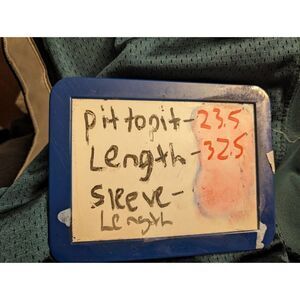 pit to pit - 23.5
Length - 32.5
Sleeve -
Length